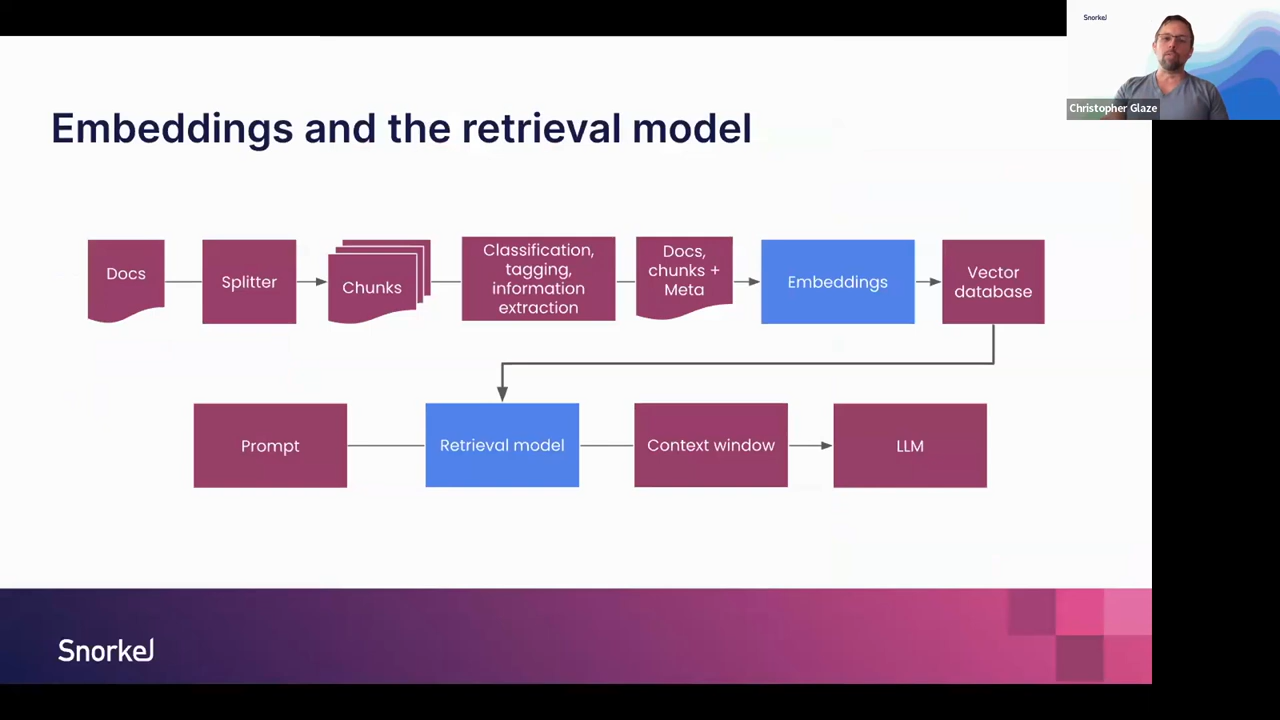 Snorkel
Christopher Glaze
Embeddings and the retrieval model
Docs
Splitter
Chunks
Classification,
tagging,
information
extraction
Docs,
chunks +
Meta
Embeddings
Vector
database
Prompt
Retrieval model
Context window
LLM
Snorkel